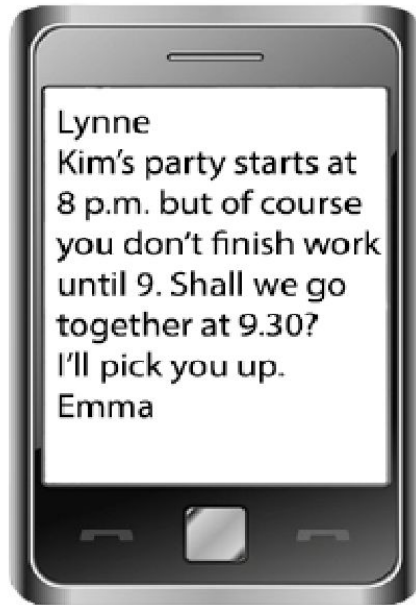 Lynne
Kim's party starts at
8 p.m. but of course
you don't finish work
until 9. Shall we go
together at 9.30?
I'll pick you up.
Emma